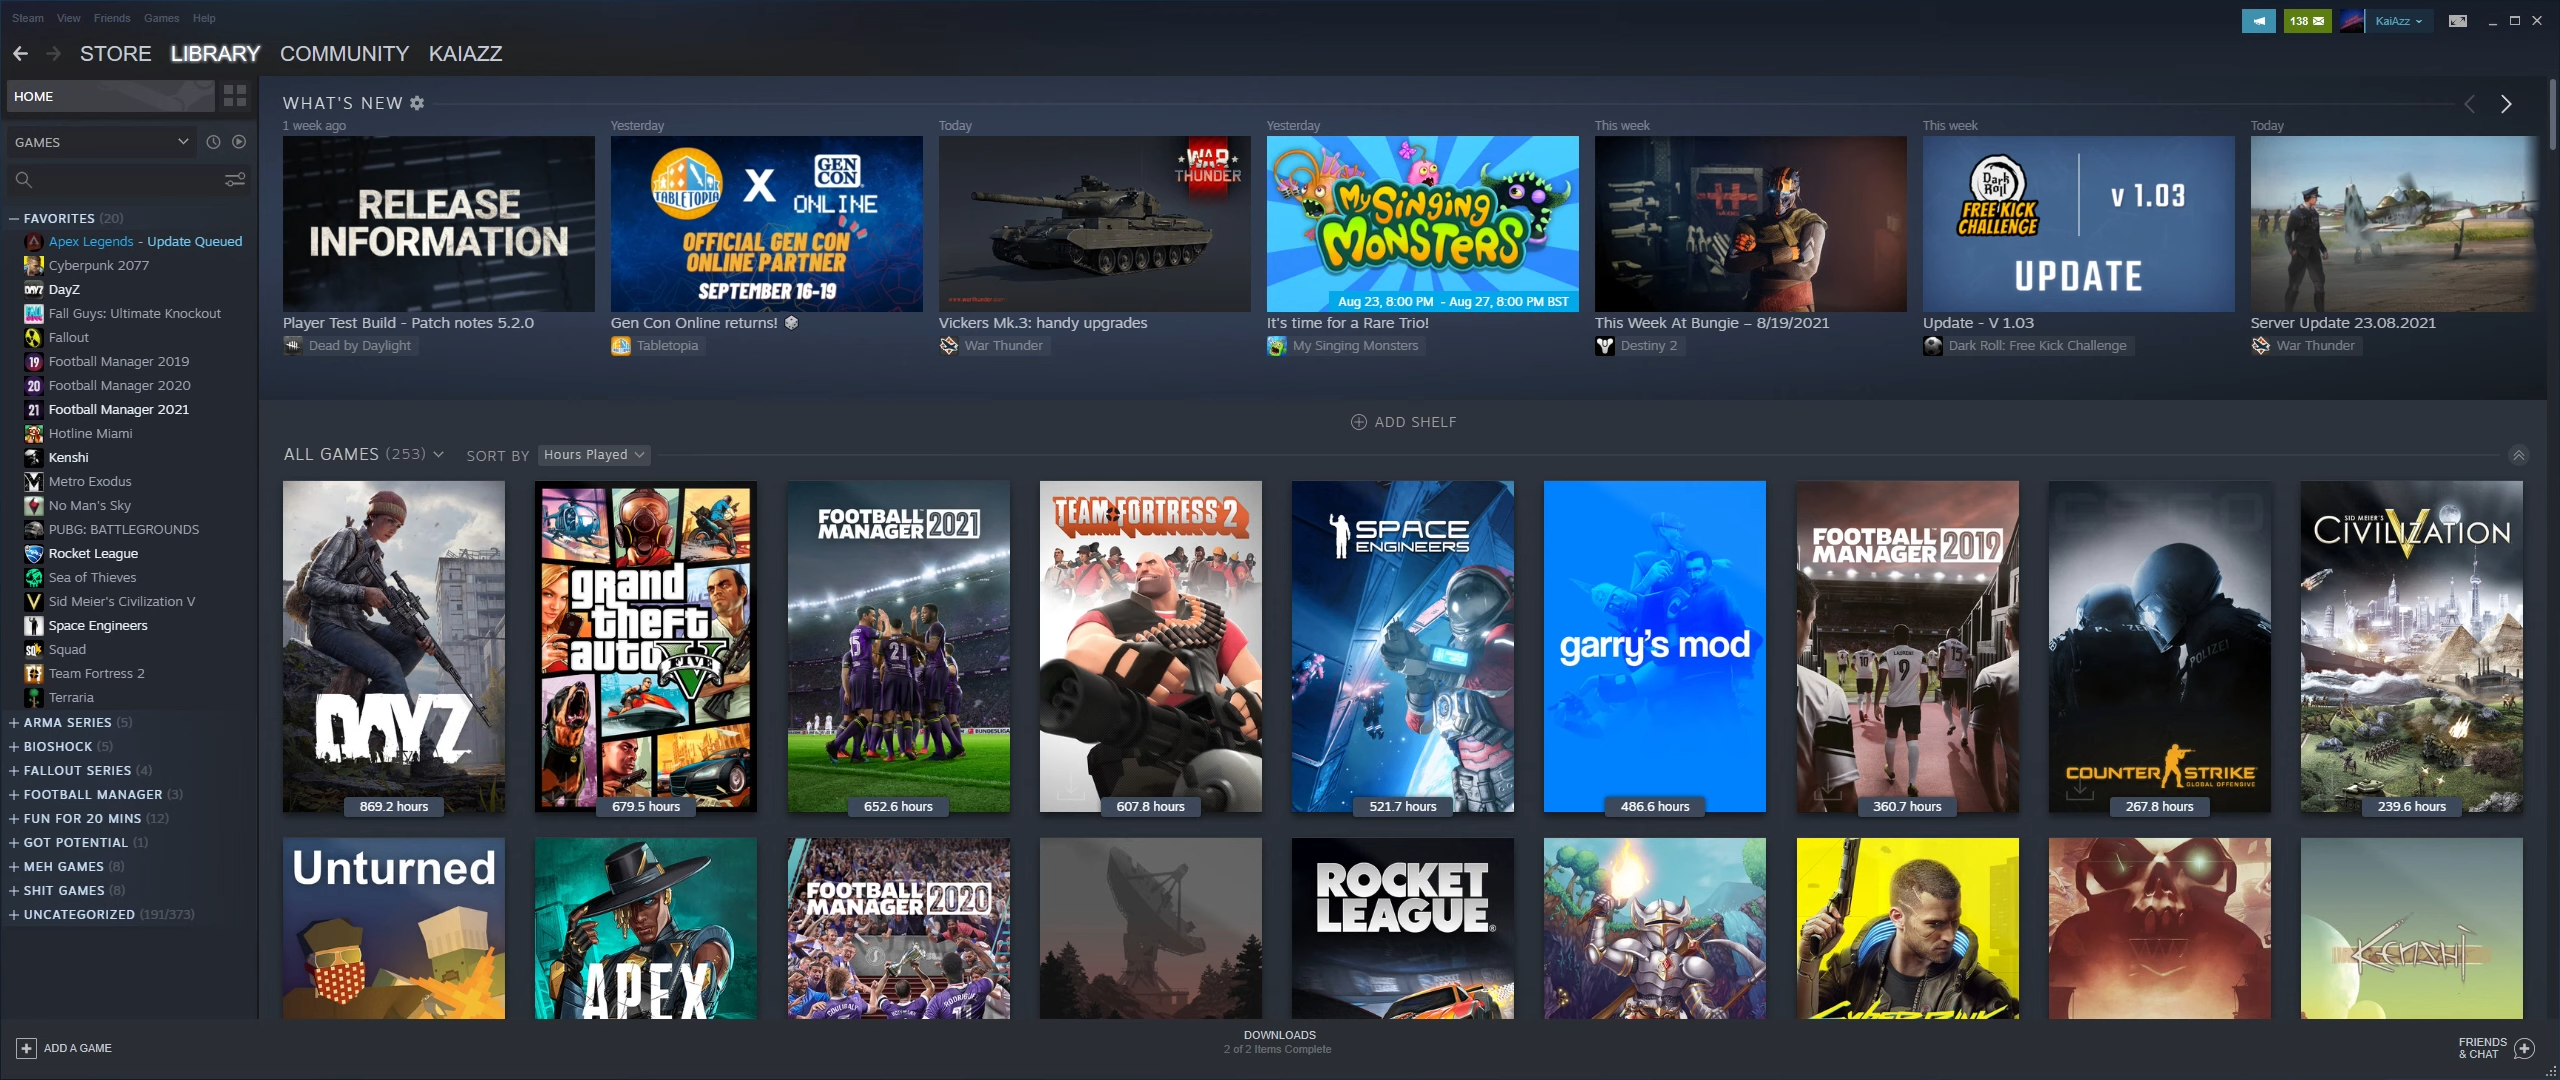 Steam View Friends Games Help
138
KaiAzz
STORE LIBRARY COMMUNITY KAIAZZ
HOME
GAMES
FAVORITES (20)
Apex Legends - Update Queued
Cyberpunk 2077
DayZ
Fall Guys: Ultimate Knockout
Fallout
Football Manager 2019
Football Manager 2020
Football Manager 2021
Hotline Miami
Kenshi
Metro Exodus
No Man's Sky
PUBG: BATTLEGROUNDS
Rocket League
Sea of Thieves
Sid Meier's Civilization V
Space Engineers
Squad
Team Fortress 2
Terraria
ARMA SERIES (5)
BIOSHOCK (5)
FALLOUT SERIES (4)
FOOTBALL MANAGER (3)
FUN FOR 20 MINS (12)
GOT POTENTIAL (1)
MEH GAMES (8)
SHIT GAMES (8)
UNCATEGORIZED (191/373)
WHAT'S NEW
1 week ago
RELEASE
INFORMATION
Player Test Build - Patch notes 5.2.0
Dead by Daylight
Yesterday
TABLETOPIA X GEN CON ONLINE
OFFICIAL GEN CON
ONLINE PARTNER
SEPTEMBER 16-19
Gen Con Online returns!
Tabletopia
Today
WAR
THUNDER
Vickers Mk.3: handy upgrades
War Thunder
Yesterday
My Singing
MONSTERS
Aug 23, 8:00 PM - Aug 27, 8:00 PM BST
It's time for a Rare Trio!
My Singing Monsters
This week
This Week At Bungie – 8/19/2021
Destiny 2
This week
Dark
Roll
FREE KICK
CHALLENGE
v 1.03
UPDATE
Update - V 1.03
Dark Roll: Free Kick Challenge
Today
Server Update 23.08.2021
War Thunder
ADD SHELF
ALL GAMES (253) SORT BY Hours Played
DAYZ
869.2 hours
grand
theft
auto
FIVE
V
679.5 hours
FOOTBALL
MANAGER 2021
15
21
BUNDESLIGA
652.6 hours
TEAM FORTRESS 2
607.8 hours
SPACE
ENGINEERS
521.7 hours
garry's mod
486.6 hours
FOOTBALL
MANAGER 2019
10
LAURENT
9
15
360.7 hours
POLIZEI
COUNTER STRIKE
GLOBAL OFFENSIVE
267.8 hours
SID MEIER'S
CIVILIZATION
V
239.6 hours
Unturned
APEX
FOOTBALL
MANAGER 2020
RODRIGUEZ
ROCKET
LEAGUE
KENSHI
ADD A GAME
DOWNLOADS
2 of 2 Items Complete
FRIENDS
& CHAT